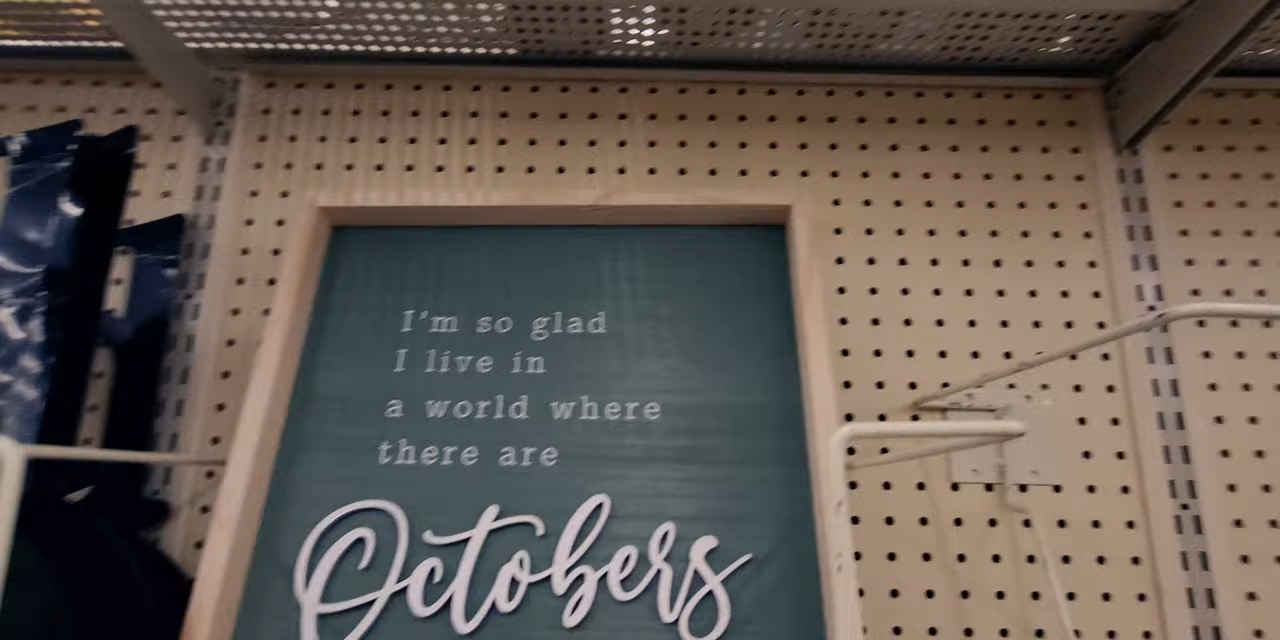 I'm so glad
I live in
a world where
there are
Octobers